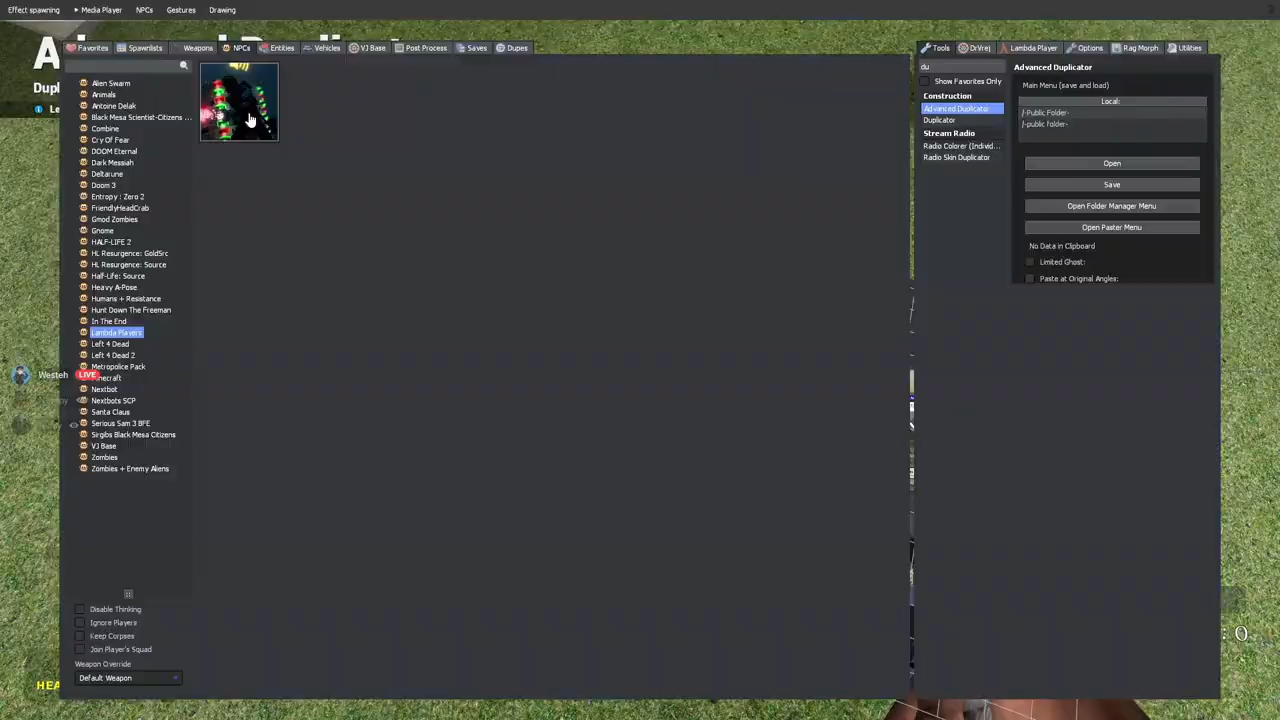 Effect spawning
Media Player
NPCs
Gestures
Drawing
Favorites
Spawnlists
Weapons
NPCs
Entities
Vehicles
VJ Base
Post Process
Saves
Dupes
Alien Swarm
Animals
Antoine Delak
Black Mesa Scientist-Citizens ...
Combine
Cry Of Fear
DOOM Eternal
Dark Messiah
Deltarune
Doom 3
Entropy : Zero 2
FriendlyHeadCrab
Gmod Zombies
Gnome
HALF-LIFE 2
HL Resurgence: GoldSrc
HL Resurgence: Source
Half-Life: Source
Heavy A-Pose
Humans + Resistance
Hunt Down The Freeman
In The End
Lambda Players
Left 4 Dead
Left 4 Dead 2
Metropolice Pack
Westeh
LIVE
Nextbot
Nextbots SCP
Santa Claus
Serious Sam 3 BFE
Sirgibs Black Mesa Citizens
VJ Base
Zombies
Zombies + Enemy Aliens
Disable Thinking
Ignore Players
Keep Corpses
Join Player's Squad
Weapon Override
Default Weapon
Tools
DrVrej
Lambda Player
Options
Rag Morph
Utilities
du
Show Favorites Only
Construction
Advanced Duplicator
Duplicator
Stream Radio
Radio Colorer (Individ...
Radio Skin Duplicator
Advanced Duplicator
Main Menu (save and load)
Local:
/-Public Folder-
/-public folder-
Open
Save
Open Folder Manager Menu
Open Paster Menu
No Data in Clipboard
Limited Ghost:
Paste at Original Angles:
: 0